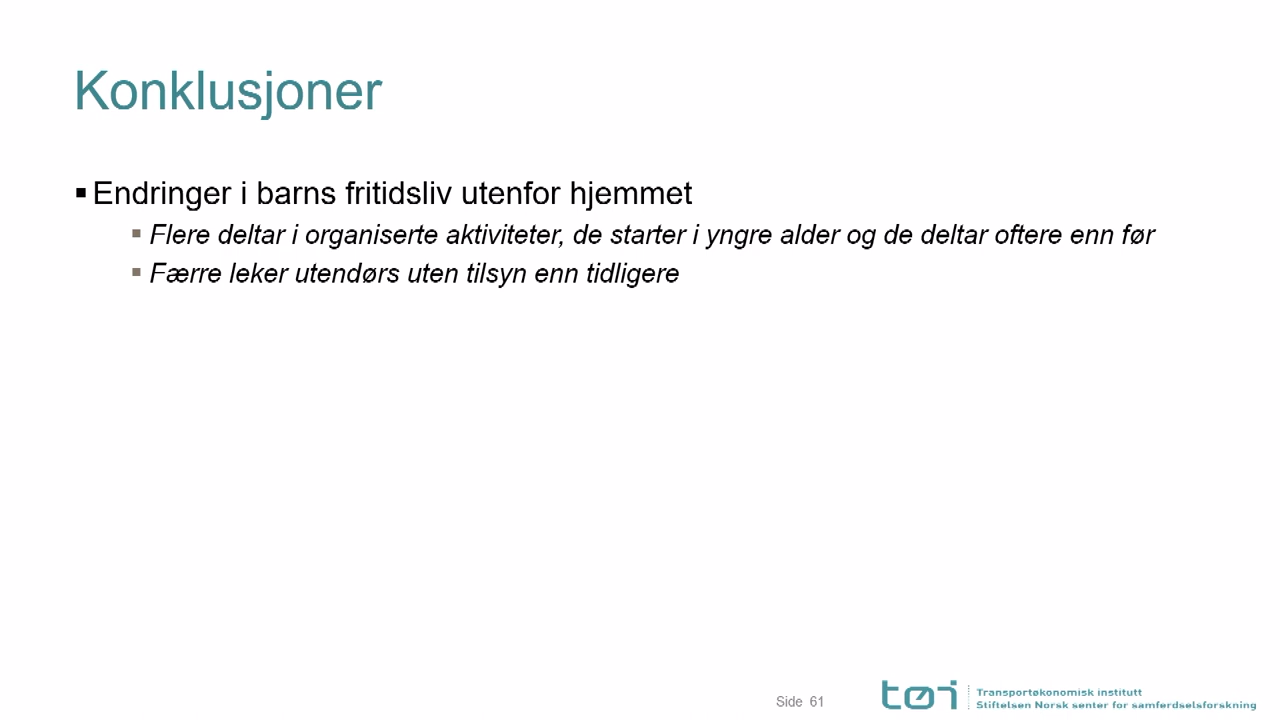 Konklusjoner
▪ Endringer i barns fritidsliv utenfor hjemmet
▪ Flere deltar i organiserte aktiviteter, de starter i yngre alder og de deltar oftere enn før
▪ Færre leker utendørs uten tilsyn enn tidligere
Side 61
tøi
Transportøkonomisk institutt
Stiftelsen Norsk senter for samferdselsforskning